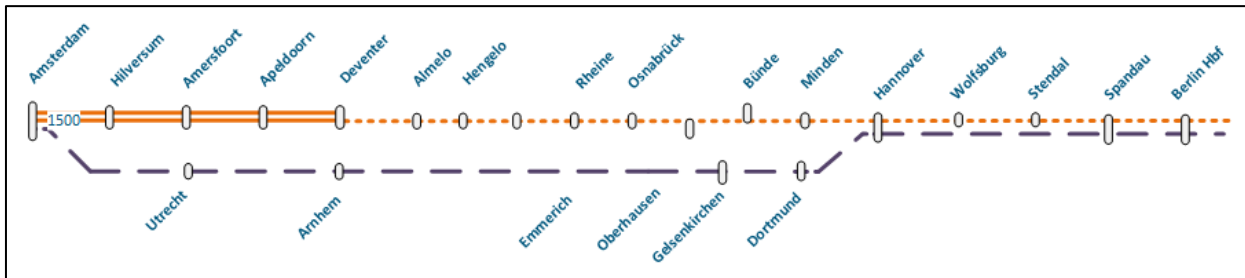 Amsterdam
Hilversum
Amersfoort
Apeldoorn
Deventer
Almelo
Hengelo
Rheine
Osnabrück
Bünde
Minden
Hannover
Wolfsburg
Stendal
Spandau
Berlin Hbf
1500
Utrecht
Arnhem
Emmerich
Oberhausen
Gelsenkirchen
Dortmund